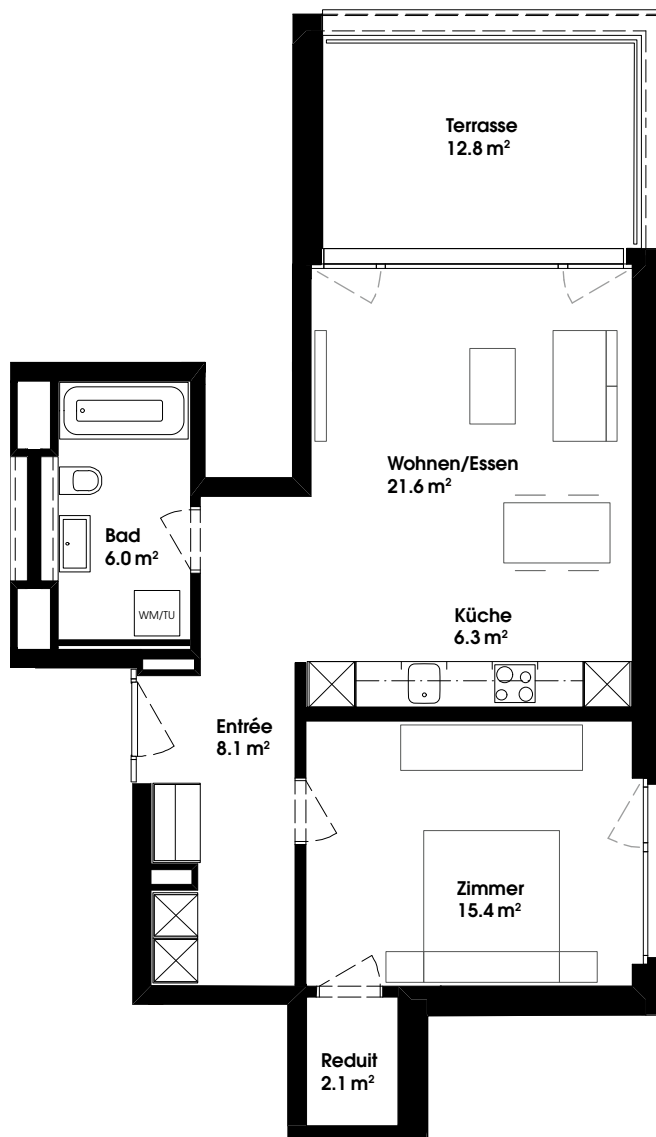 Terrasse
12.8 m²
Wohnen/Essen
21.6 m²
Bad
6.0 m²
WM/TU
Küche
6.3 m²
Entrée
8.1 m²
Zimmer
15.4 m²
Reduit
2.1 m²